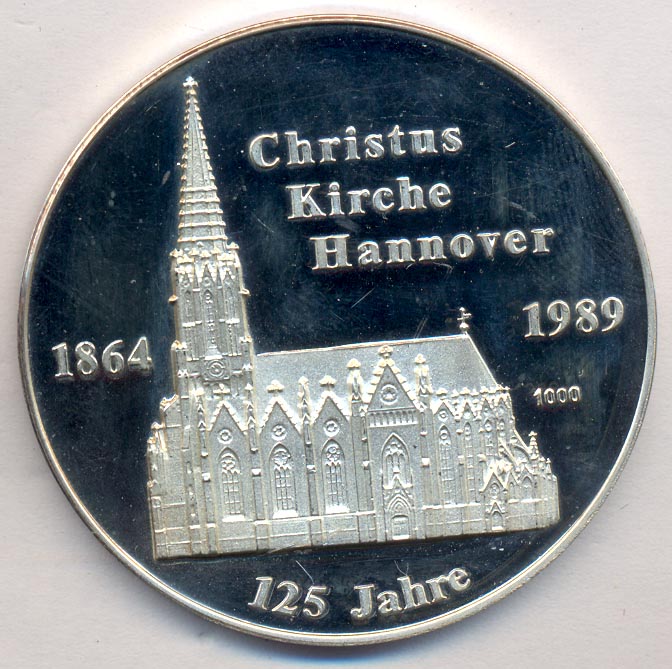 Christus
Kirche
Hannover
1864
1989
1000
125 Jahre